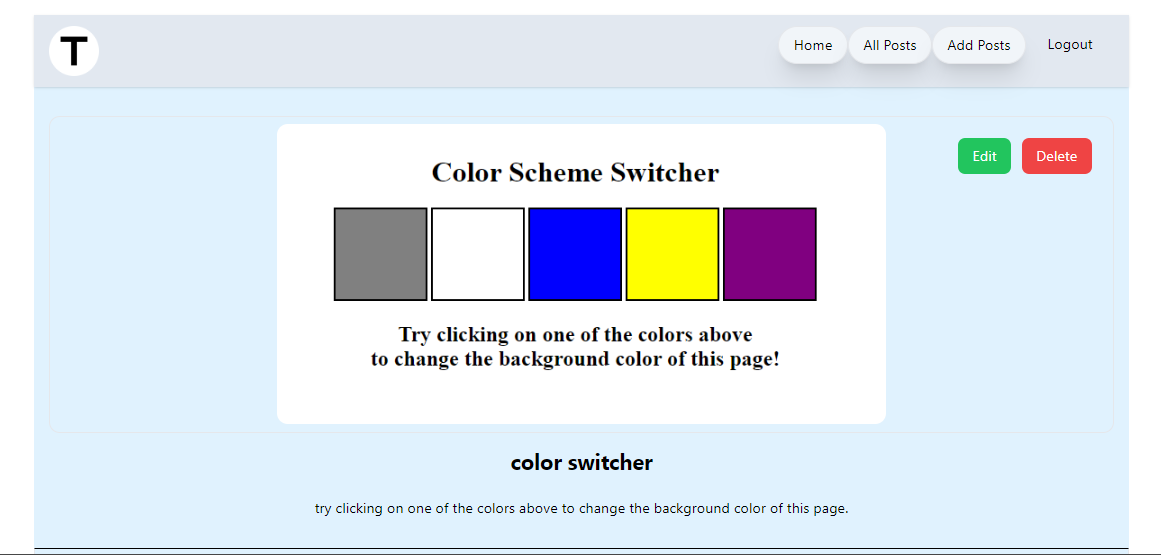 T
Home All Posts Add Posts Logout
Edit Delete
Color Scheme Switcher
Try clicking on one of the colors above
to change the background color of this page!
color switcher
try clicking on one of the colors above to change the background color of this page.